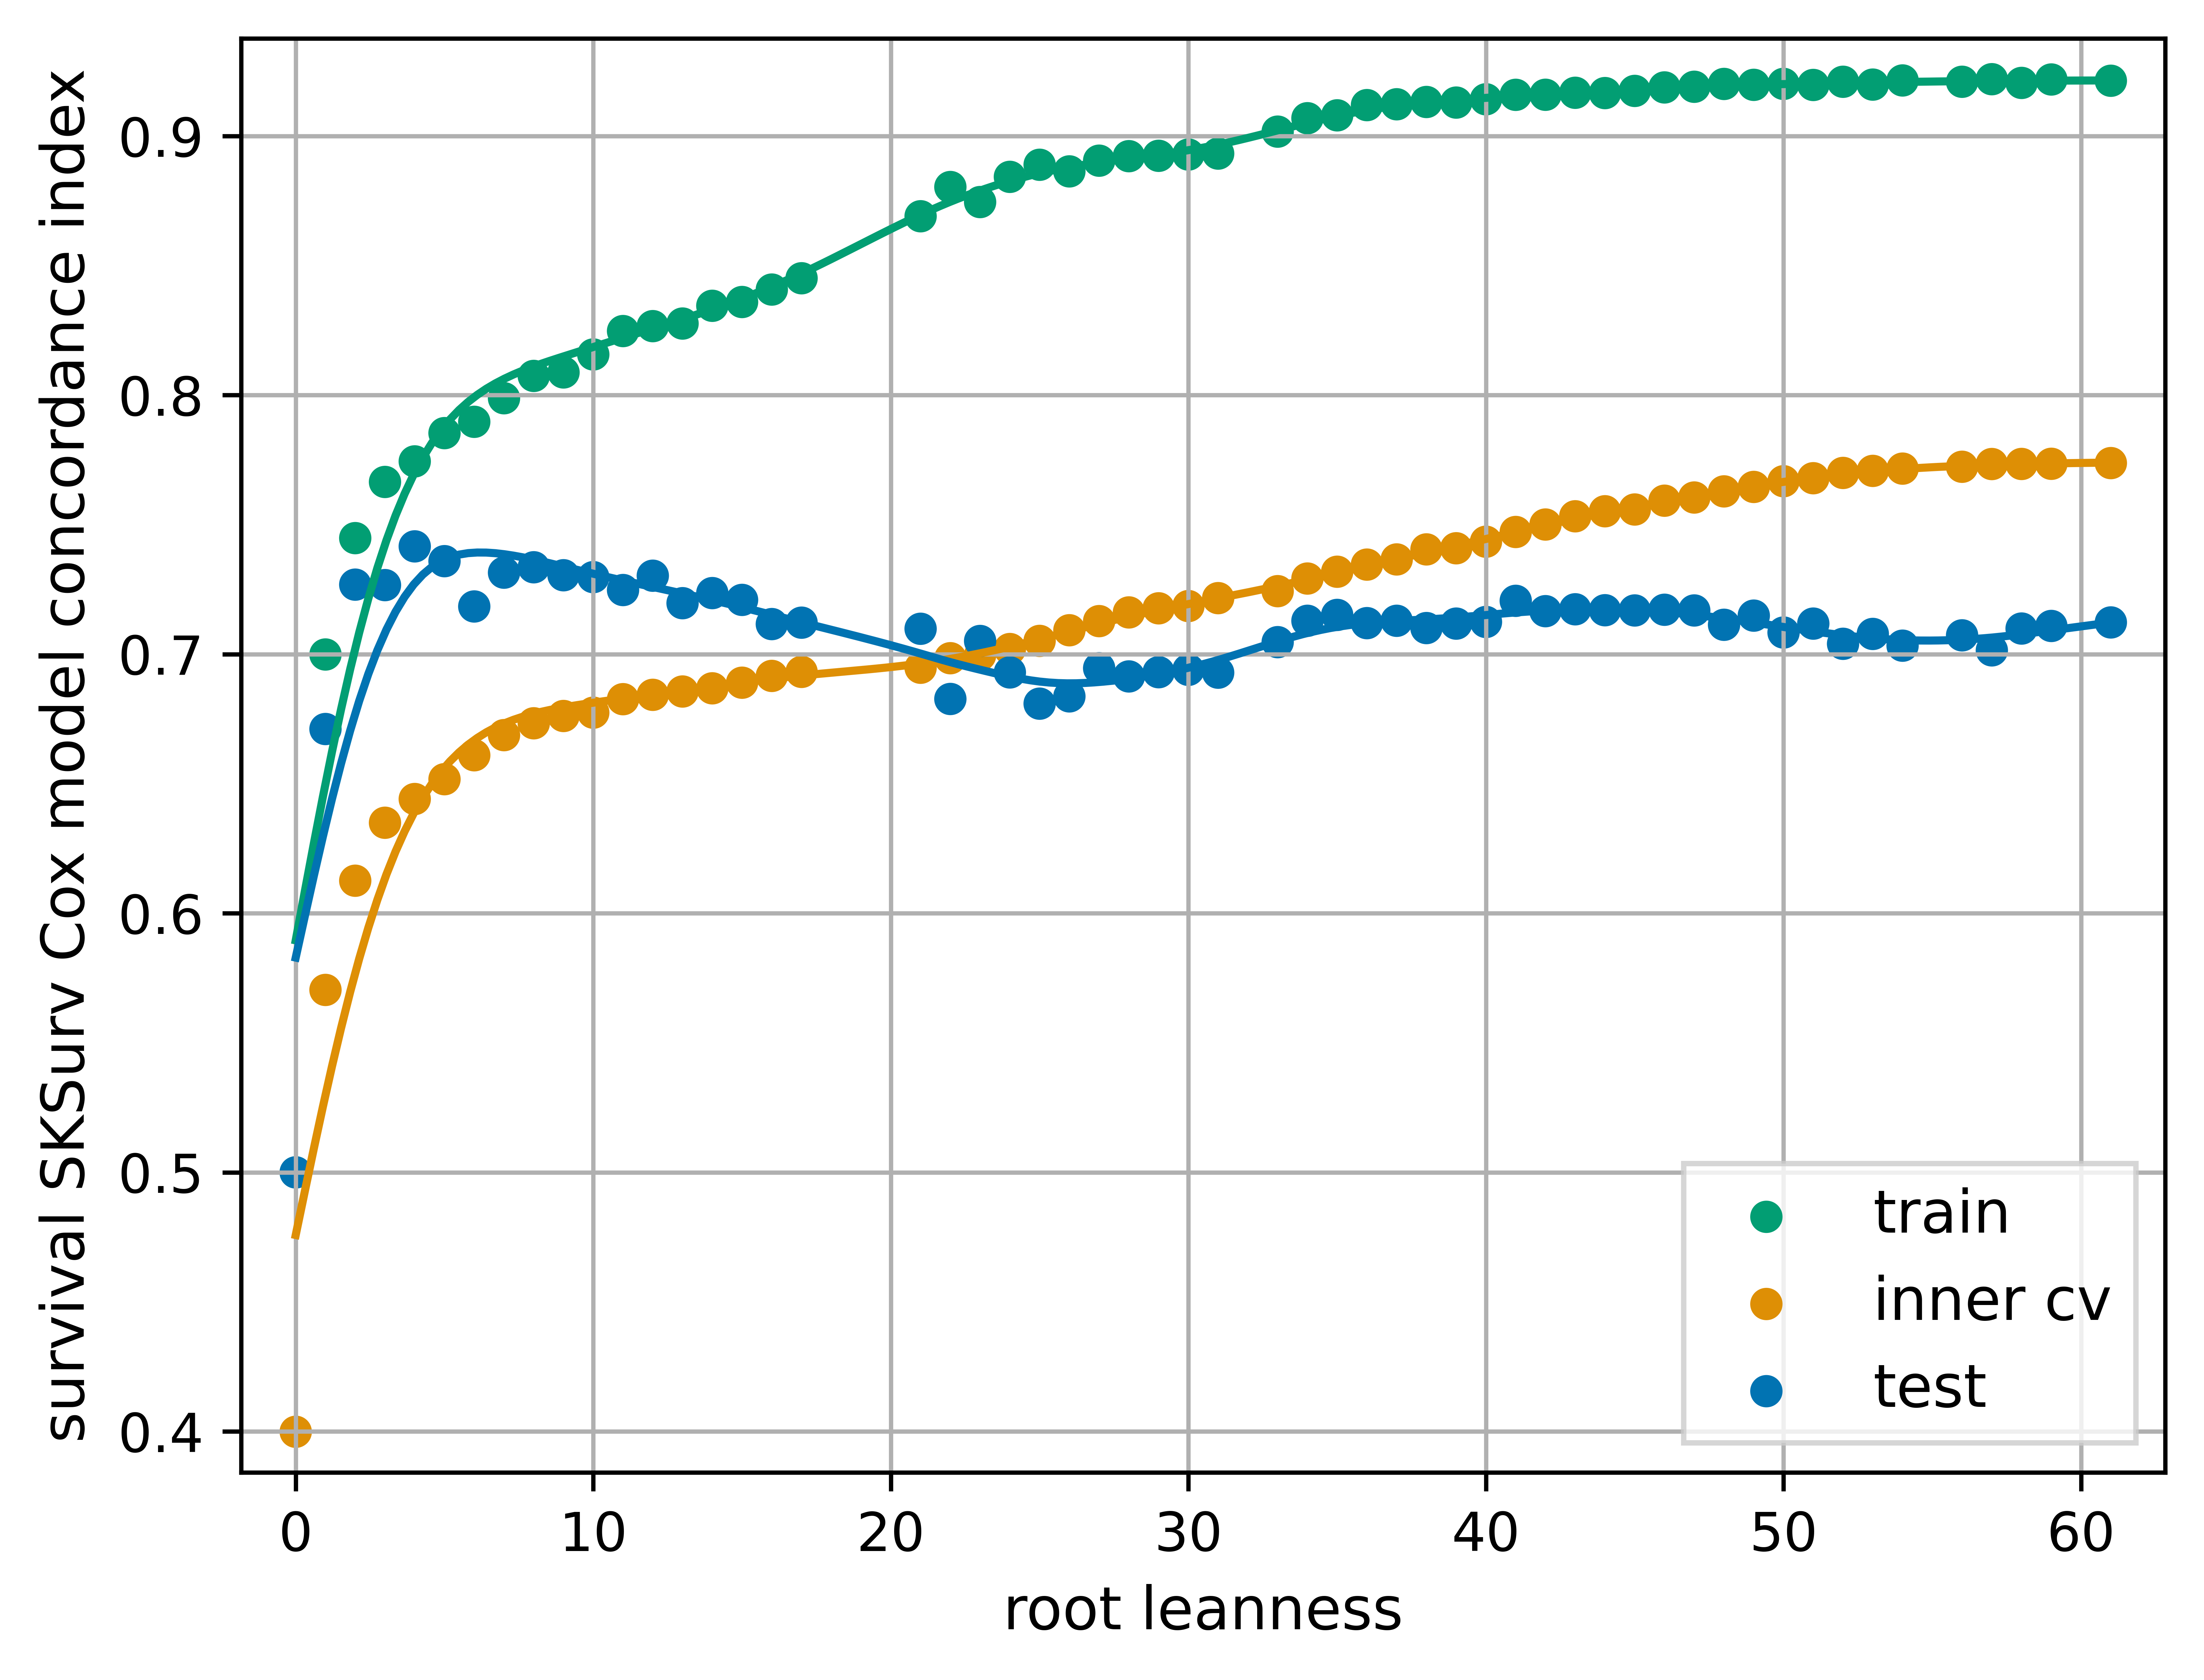 survival SKSurv Cox model concordance index
0.9
0.8
0.7
0.6
0.5
0.4
0 10 20 30 40 50 60
root leanness
train
inner cv
test